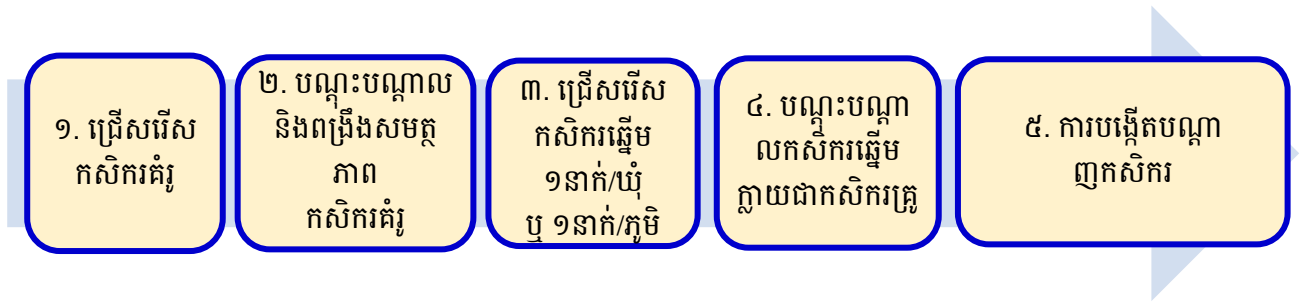 ១. ជ្រើសរើស
កសិករគំរូ
២. បណ្ដុះបណ្ដាល
និងពង្រឹងសមត្ថ
ភាព
កសិករគំរូ
៣. ជ្រើសរើស
កសិករឆ្នើម
១នាក់/ឃុំ
ឬ ១នាក់/ភូមិ
៤. បណ្ដុះបណ្ដា
លកសិករឆ្នើម
ក្លាយជាកសិករគ្រូ
៥. ការបង្កើតបណ្ដា
ញកសិករ